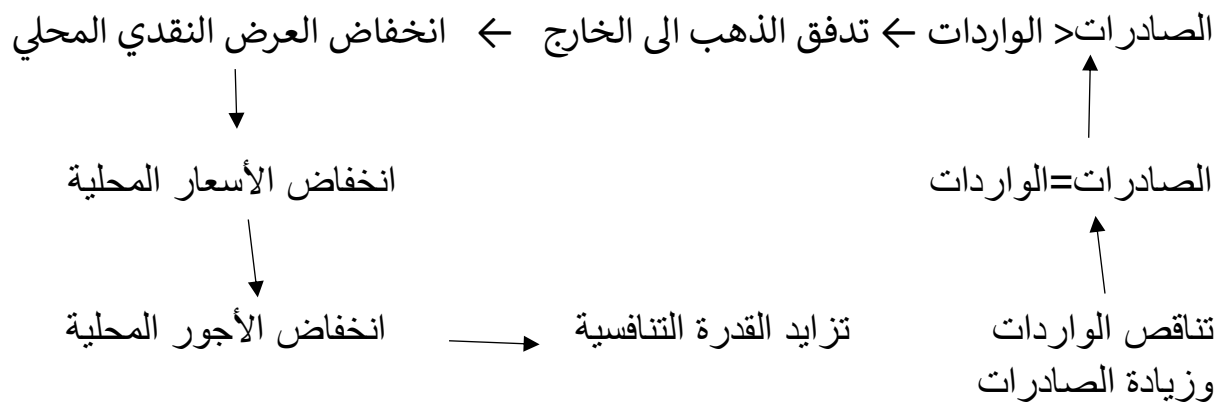 الصادرات< الواردات ← تدفق الذهب الى الخارج ← انخفاض العرض النقدي المحلي
الصادرات=الواردات
انخفاض الأسعار المحلية
تناقص الواردات
وزيادة الصادرات
تزايد القدرة التنافسية
انخفاض الأجور المحلية